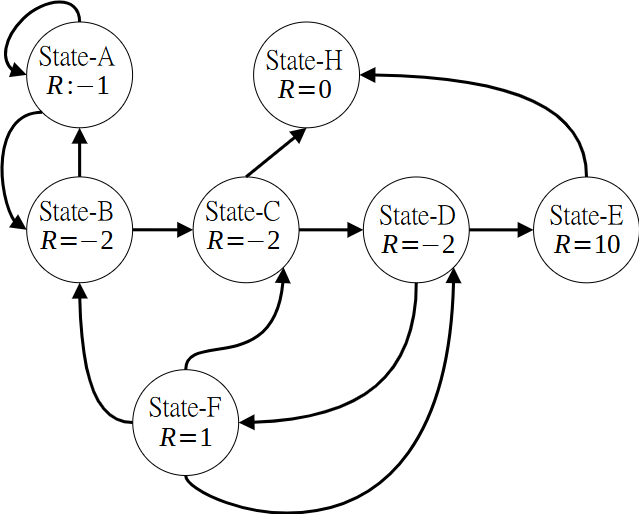 State-A
R:−1
State-H
R=0
State-B
R=−2
State-C
R=−2
State-D
R=−2
State-E
R=10
State-F
R=1